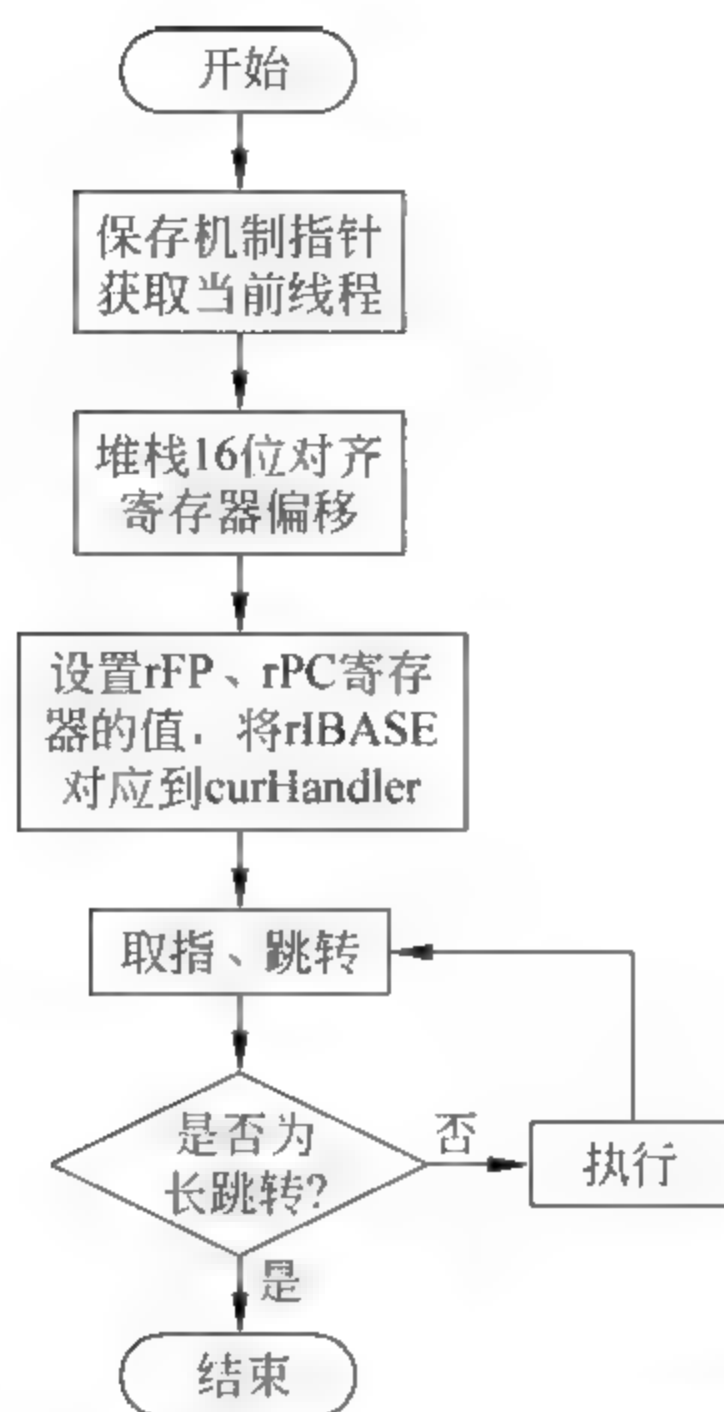 开始
保存机制指针
获取当前线程
堆栈16位对齐
寄存器偏移
设置rFP、rPC寄存
器的值，将rIBASE
对应到curHandler
取指、跳转
是否为
长跳转?
否
执行
是
结束